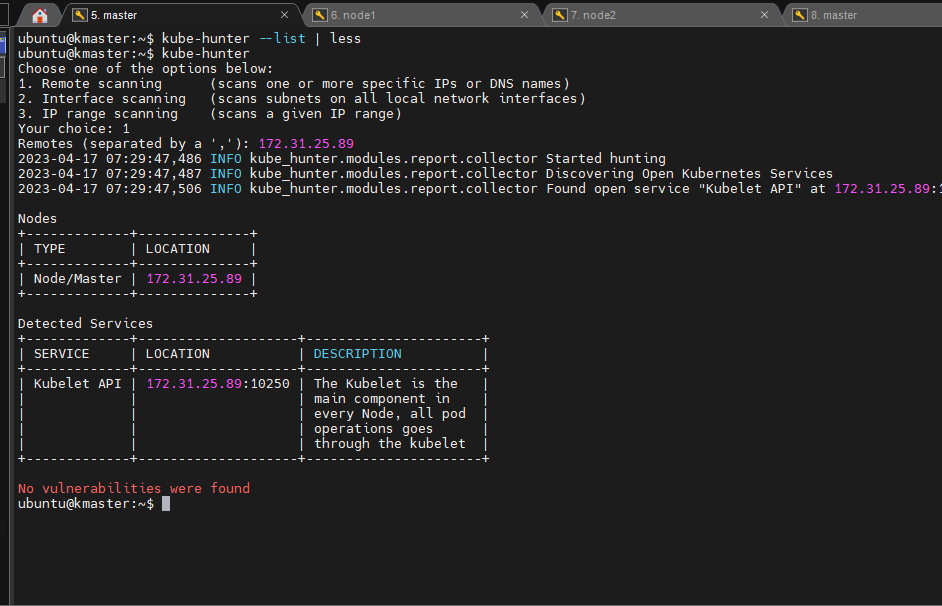 5. master
6. node1
7. node2
8. master
ubuntu@kmaster:~$ kube-hunter --list | less
ubuntu@kmaster:~$ kube-hunter
Choose one of the options below:
1. Remote scanning      (scans one or more specific IPs or DNS names)
2. Interface scanning   (scans subnets on all local network interfaces)
3. IP range scanning    (scans a given IP range)
Your choice: 1
Remotes (separated by a ','): 172.31.25.89
2023-04-17 07:29:47,486 INFO kube_hunter.modules.report.collector Started hunting
2023-04-17 07:29:47,487 INFO kube_hunter.modules.report.collector Discovering Open Kubernetes Services
2023-04-17 07:29:47,506 INFO kube_hunter.modules.report.collector Found open service "Kubelet API" at 172.31.25.89:1
Nodes
+-------------+--------------+
| TYPE        | LOCATION     |
+-------------+--------------+
| Node/Master | 172.31.25.89 |
+-------------+--------------+
Detected Services
+-------------+--------------------+----------------------+
| SERVICE     | LOCATION           | DESCRIPTION          |
+-------------+--------------------+----------------------+
| Kubelet API | 172.31.25.89:10250 | The Kubelet is the   |
|             |                    | main component in    |
|             |                    | every Node, all pod  |
|             |                    | operations goes      |
|             |                    | through the kubelet  |
+-------------+--------------------+----------------------+
No vulnerabilities were found
ubuntu@kmaster:~$